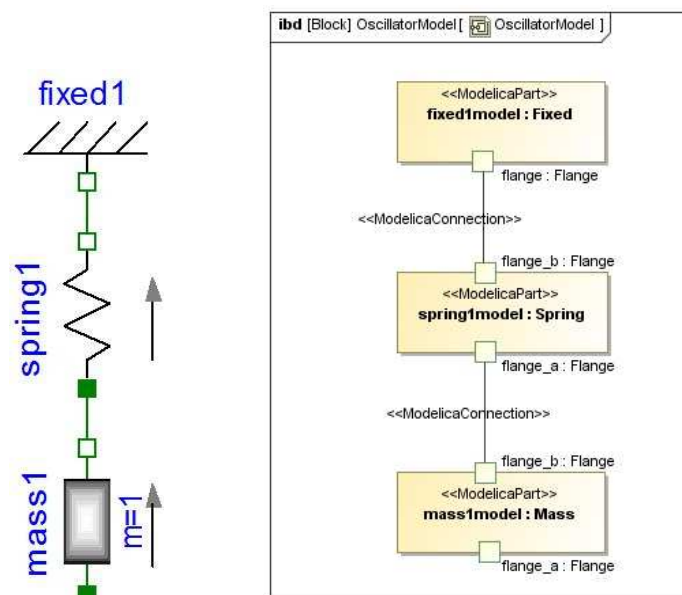 fixed1
spring1
mass1
m=1
ibd [Block] OscillatorModel[ OscillatorModel ]
<<ModelicaPart>>
fixed1model : Fixed
flange : Flange
<<ModelicaConnection>>
flange_b : Flange
<<ModelicaPart>>
spring1model : Spring
flange_a : Flange
<<ModelicaConnection>>
flange_b : Flange
<<ModelicaPart>>
mass1model : Mass
flange_a : Flange